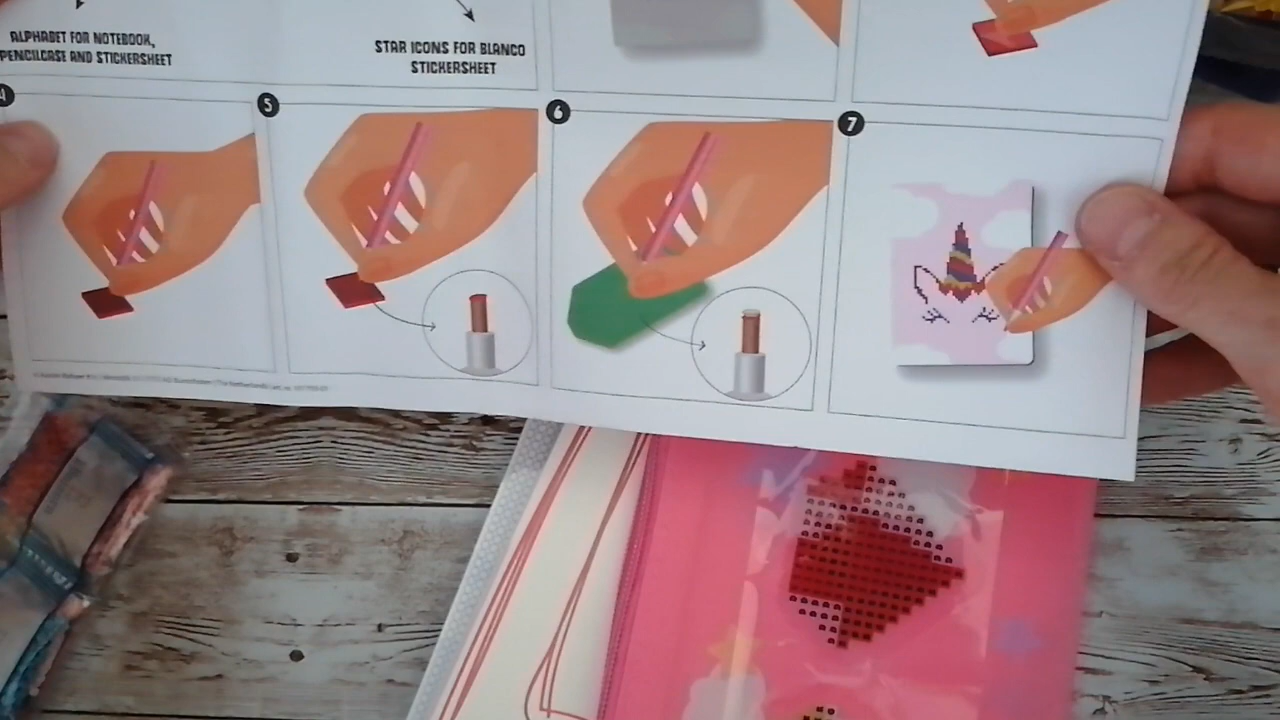 ALPHABET FOR NOTEBOOK,
PENCILCASE AND STICKERSHEET
STAR ICONS FOR BLANCO
STICKERSHEET
4
5
6
7